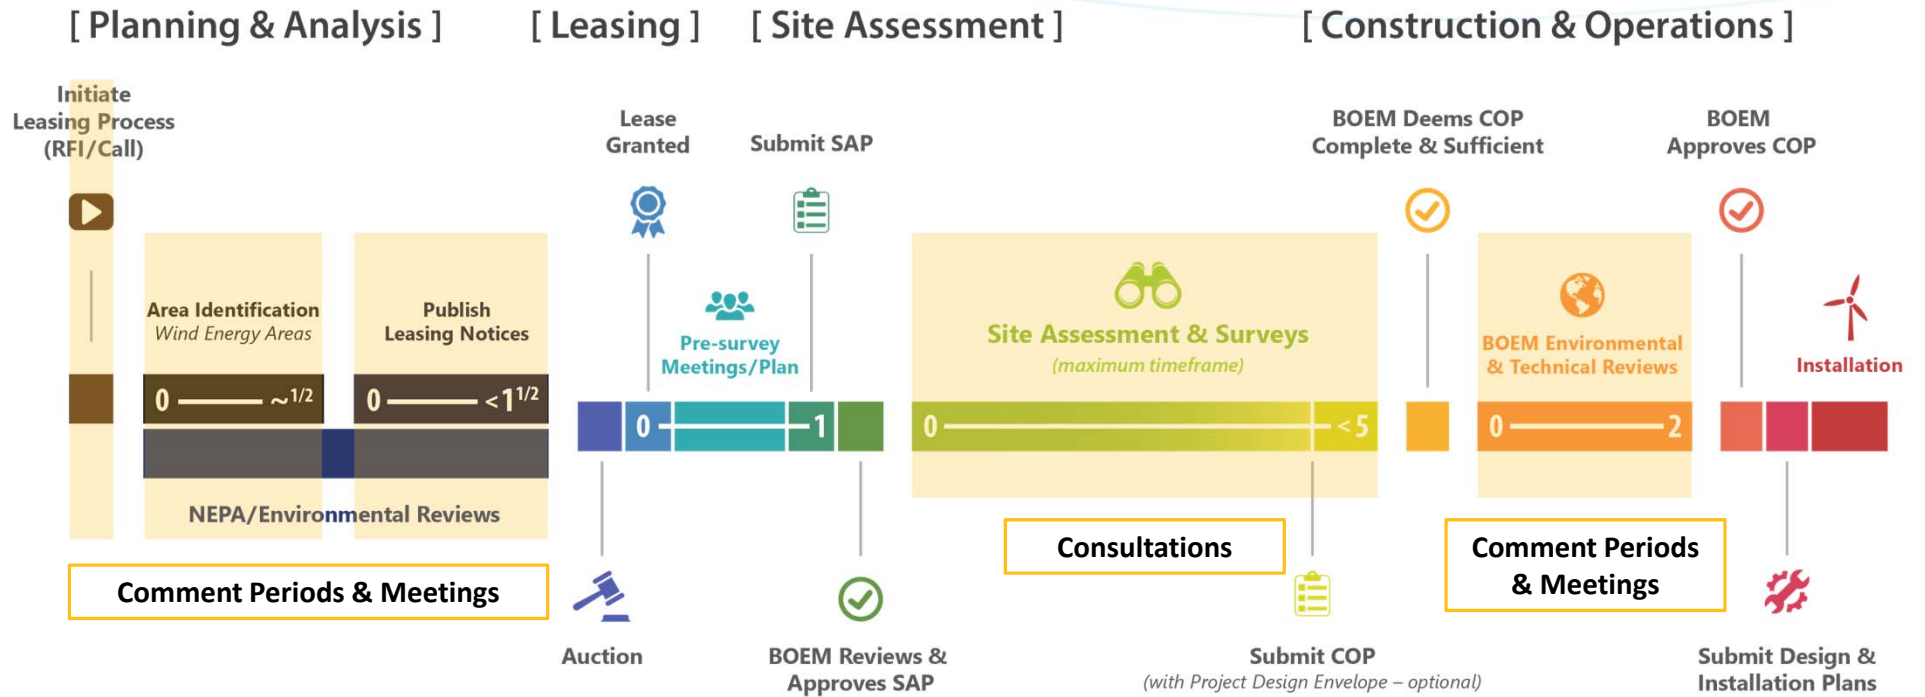 [ Planning & Analysis ]
[ Leasing ]
[ Site Assessment ]
[ Construction & Operations ]
Initiate
Leasing Process
(RFI/Call)
Lease
Granted
Submit SAP
BOEM Deems COP
Complete & Sufficient
BOEM
Approves COP
Area Identification
Wind Energy Areas
Publish
Leasing Notices
Pre-survey
Meetings/Plan
Site Assessment & Surveys
(maximum timeframe)
BOEM Environmental
& Technical Reviews
Installation
0 ~1/2
0 <1 1/2
0 1
0 <5
0 2
NEPA/Environmental Reviews
Comment Periods & Meetings
Consultations
Comment Periods
& Meetings
Auction
BOEM Reviews &
Approves SAP
Submit COP
(with Project Design Envelope – optional)
Submit Design &
Installation Plans